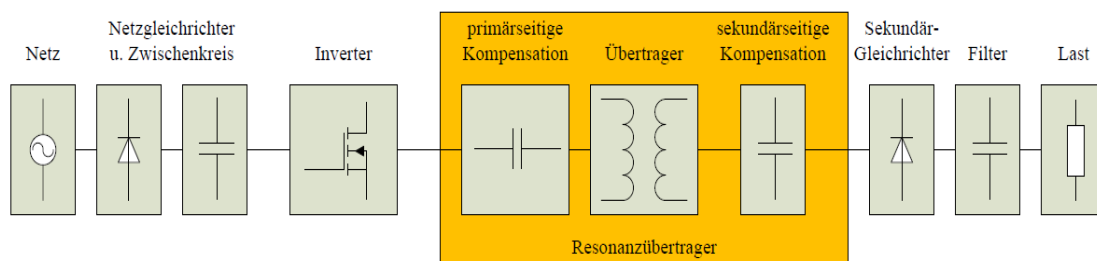 Netz
Netzgleichrichter
u. Zwischenkreis
Inverter
primärseitige
Kompensation
Übertrager
sekundärseitige
Kompensation
Sekundär-
Gleichrichter
Filter
Last
Resonanzübertrager